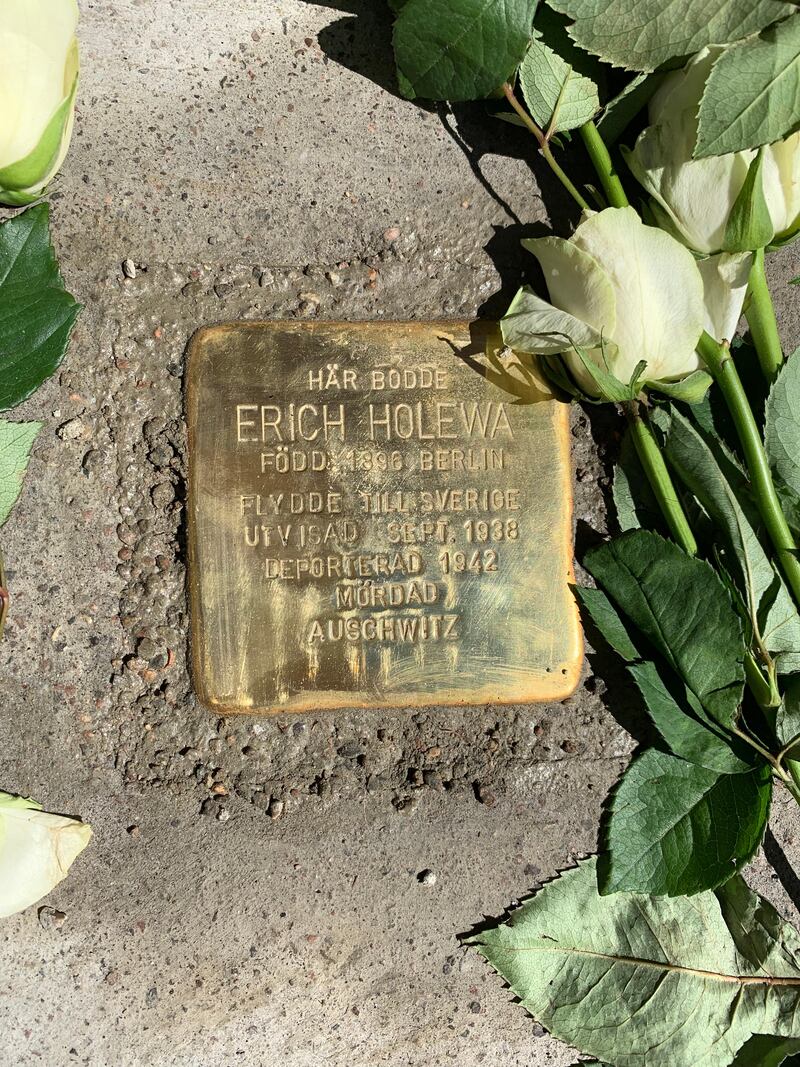 HÄR BODDE
ERICH HOLEWA
FÖDD 1896 BERLIN
FLYDDE TILL SVERIGE
UTVISAD SEPT. 1938
DEPORTERAD 1942
MÖRDAD
AUSCHWITZ